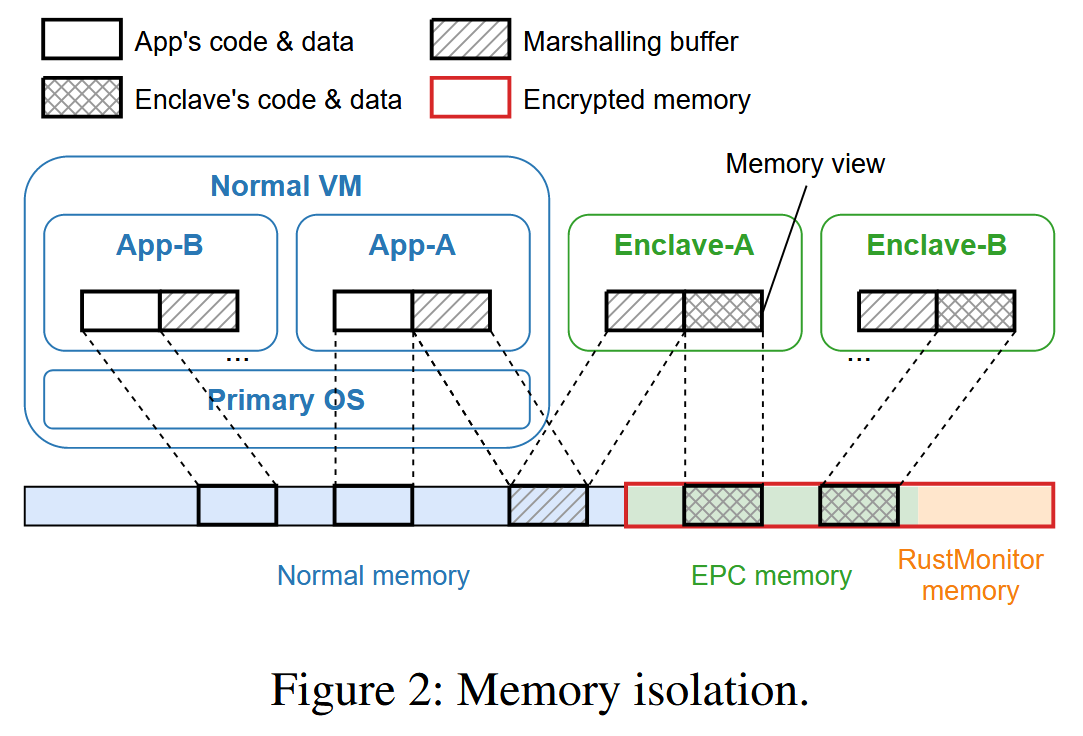 App's code & data
Marshalling buffer
Enclave's code & data
Encrypted memory
Memory view
Normal VM
App-B
App-A
Enclave-A
Enclave-B
...
...
Primary OS
Normal memory
EPC memory
RustMonitor
memory
Figure 2: Memory isolation.